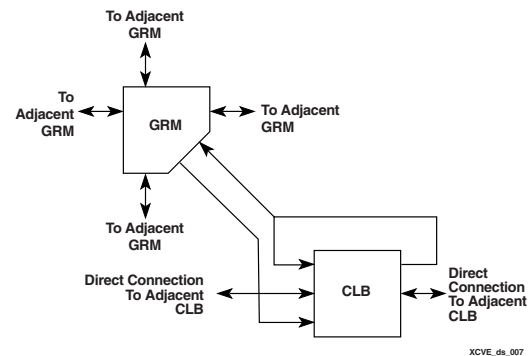 To Adjacent
GRM
To
Adjacent
GRM
GRM
To Adjacent
GRM
To Adjacent
GRM
Direct Connection
To Adjacent
CLB
CLB
Direct
Connection
To Adjacent
CLB
XCVE_ds_007